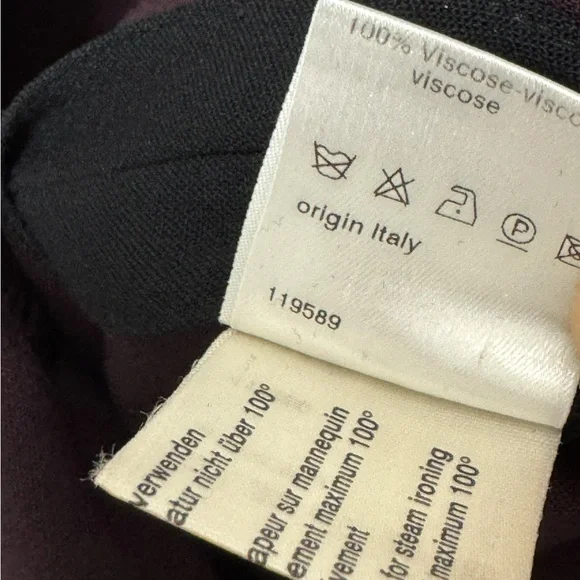 100% Viscose-visco
viscose
P
origin Italy
119589
verwenden
atur nicht über 100°
apeur sur mannequin
ement maximum 100°
vement
for steam ironing
maximum 100°